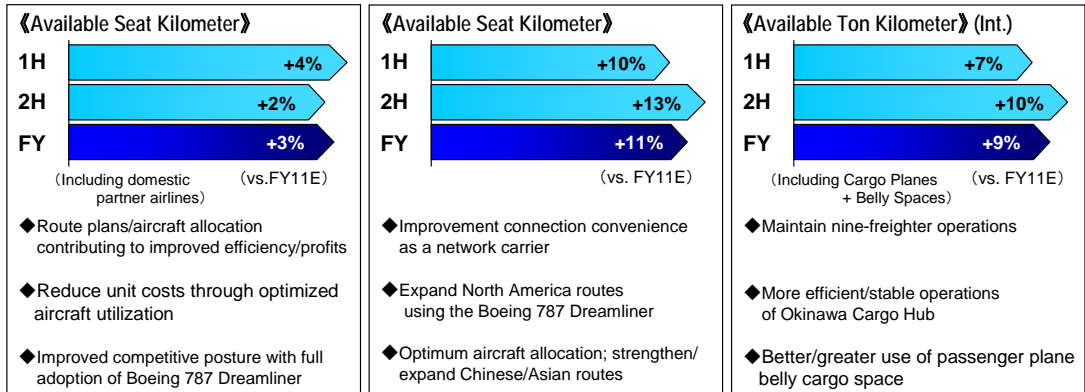 《Available Seat Kilometer》
1H
+4%
2H
+2%
FY
+3%
（Including domestic
partner airlines）
（vs.FY11E）
◆Route plans/aircraft allocation
contributing to improved efficiency/profits
◆Reduce unit costs through optimized
aircraft utilization
◆Improved competitive posture with full
adoption of Boeing 787 Dreamliner
《Available Seat Kilometer》
1H
+10%
2H
+13%
FY
+11%
（vs. FY11E）
◆Improvement connection convenience
as a network carrier
◆Expand North America routes
using the Boeing 787 Dreamliner
◆Optimum aircraft allocation; strengthen/
expand Chinese/Asian routes
《Available Ton Kilometer》 (Int.)
1H
+7%
2H
+10%
FY
+9%
（Including Cargo Planes
+ Belly Spaces）
（vs. FY11E）
◆Maintain nine-freighter operations
◆More efficient/stable operations
of Okinawa Cargo Hub
◆Better/greater use of passenger plane
belly cargo space